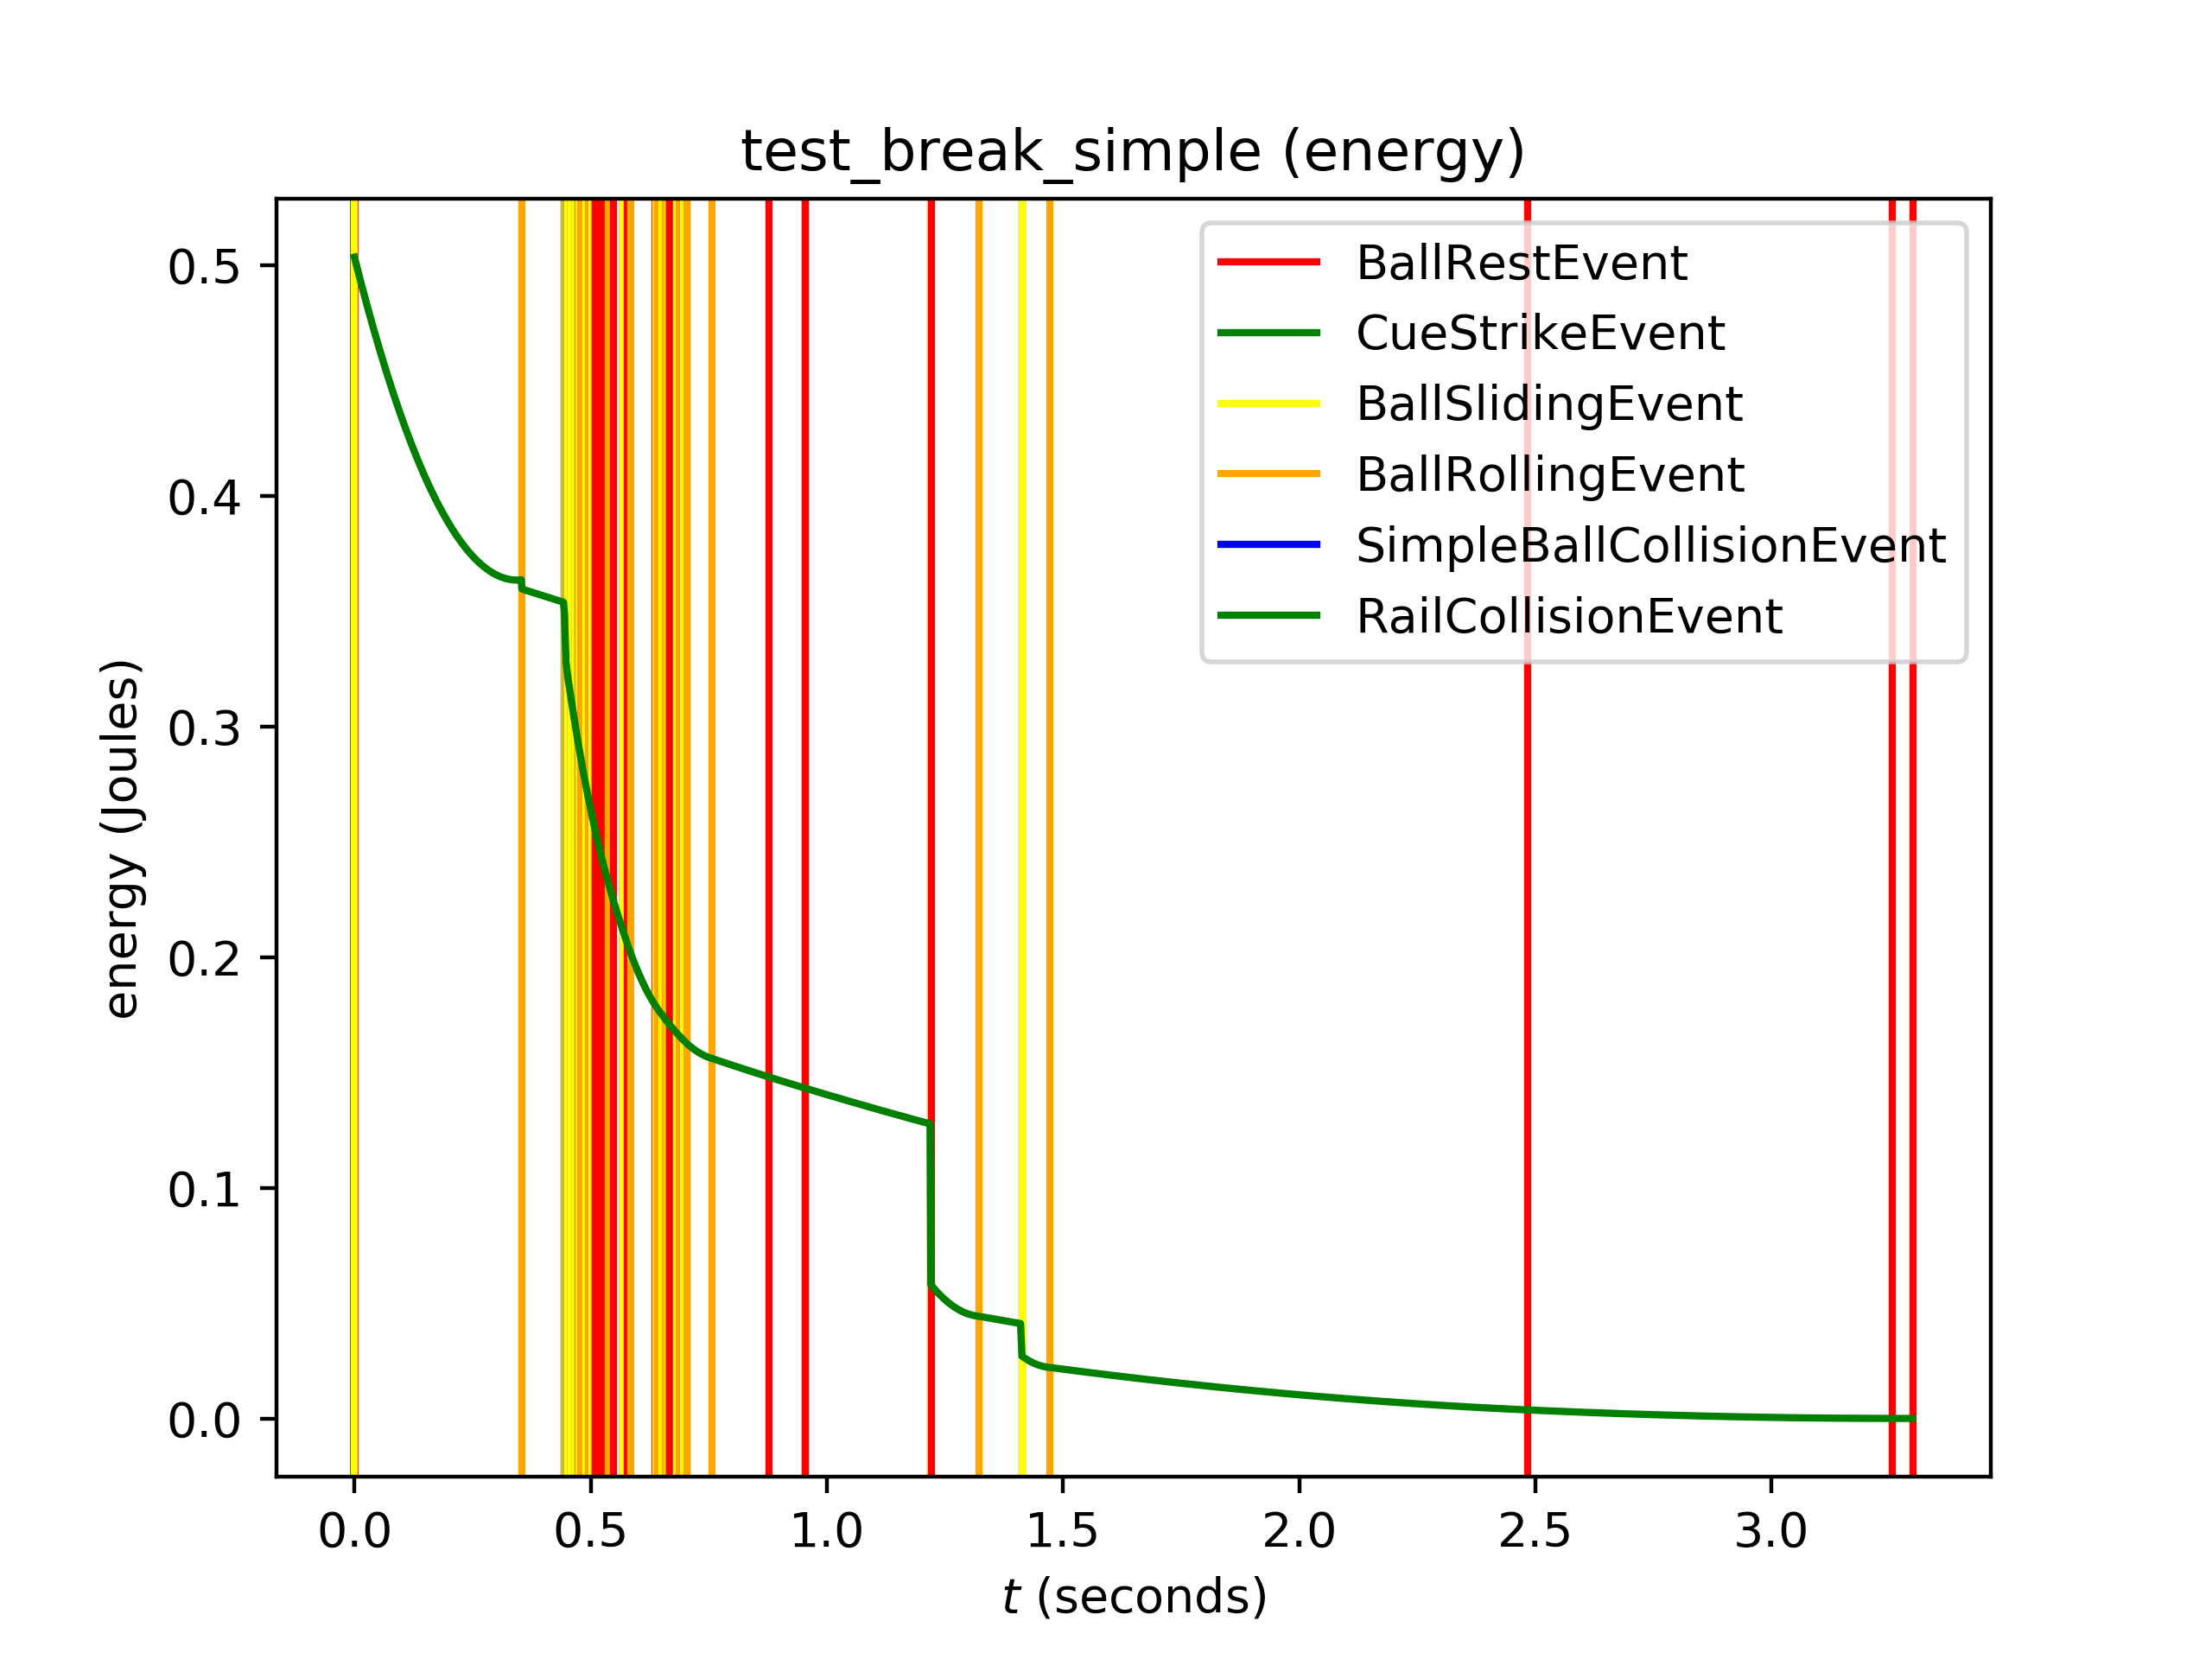 test_break_simple (energy)
energy (Joules)
0.5
0.4
0.3
0.2
0.1
0.0
BallRestEvent
CueStrikeEvent
BallSlidingEvent
BallRollingEvent
SimpleBallCollisionEvent
RailCollisionEvent
0.0 0.5 1.0 1.5 2.0 2.5 3.0
t (seconds)